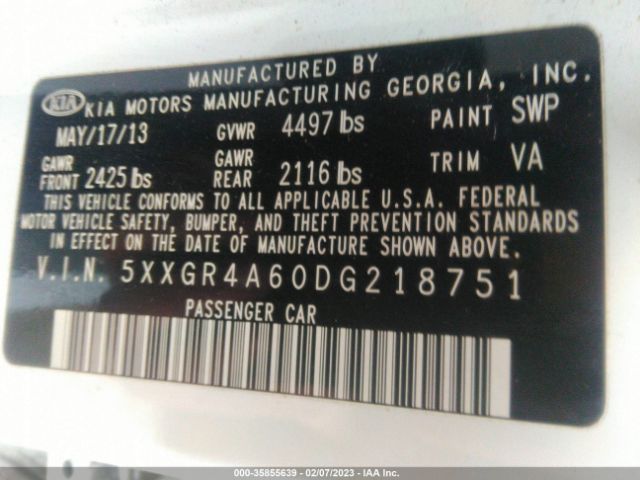 MANUFACTURED BY
KIA KIA MOTORS MANUFACTURING GEORGIA, INC.
MAY/17/13 GVWR 4497 lbs PAINT SWP
GAWR FRONT 2425 lbs GAWR REAR 2116 lbs TRIM VA
THIS VEHICLE CONFORMS TO ALL APPLICABLE U.S.A. FEDERAL
MOTOR VEHICLE SAFETY, BUMPER, AND THEFT PREVENTION STANDARDS
IN EFFECT ON THE DATE OF MANUFACTURE SHOWN ABOVE.
V.I.N. 5XXGR4A60DG218751
PASSENGER CAR
000-35855639 - 02/07/2023 - IAA Inc.